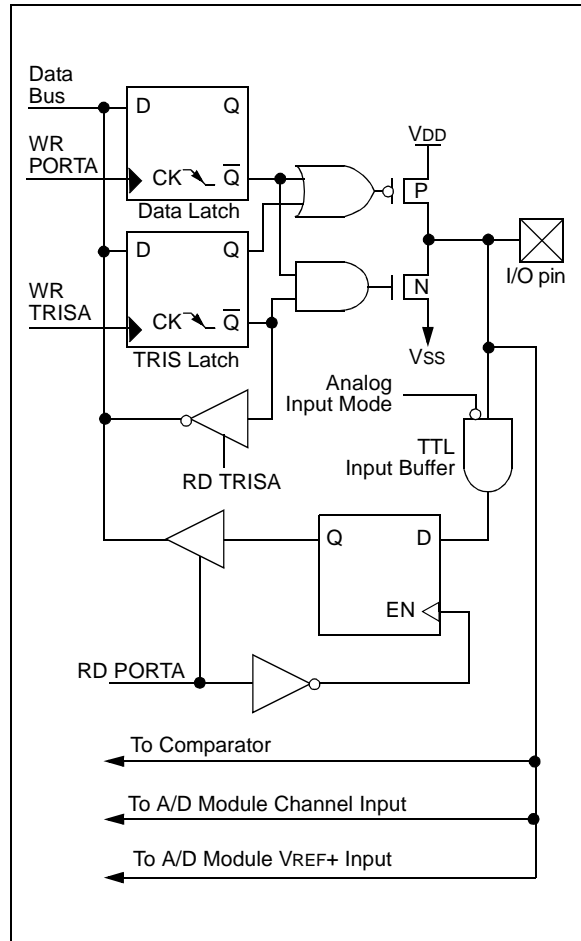 Data
Bus
D Q
VDD
WR
PORTA
CK Q
P
Data Latch
D Q
I/O pin
WR
TRISA
N
CK Q
VSS
TRIS Latch
Analog
Input Mode
TTL
Input Buffer
RD TRISA
Q D
EN
RD PORTA
To Comparator
To A/D Module Channel Input
To A/D Module VREF+ Input